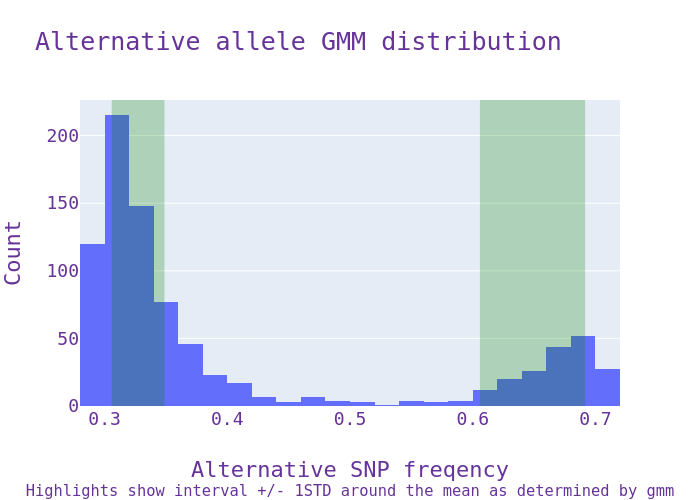 Alternative allele GMM distribution
200
150
100
50
0
Count
0.3 0.4 0.5 0.6 0.7
Alternative SNP freqency
Highlights show interval +/- 1STD around the mean as determined by gmm